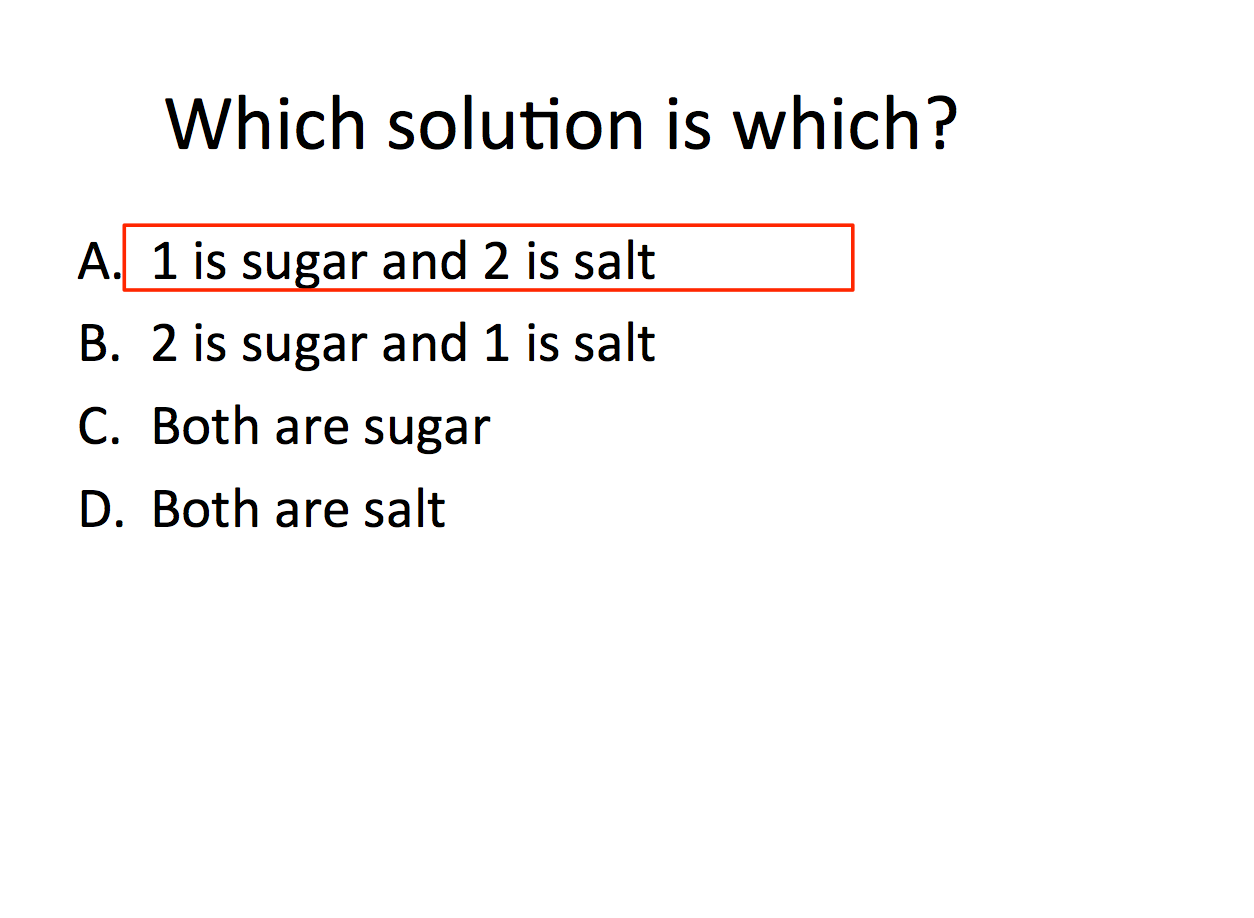 Which solution is which?
A. 1 is sugar and 2 is salt
B. 2 is sugar and 1 is salt
C. Both are sugar
D. Both are salt